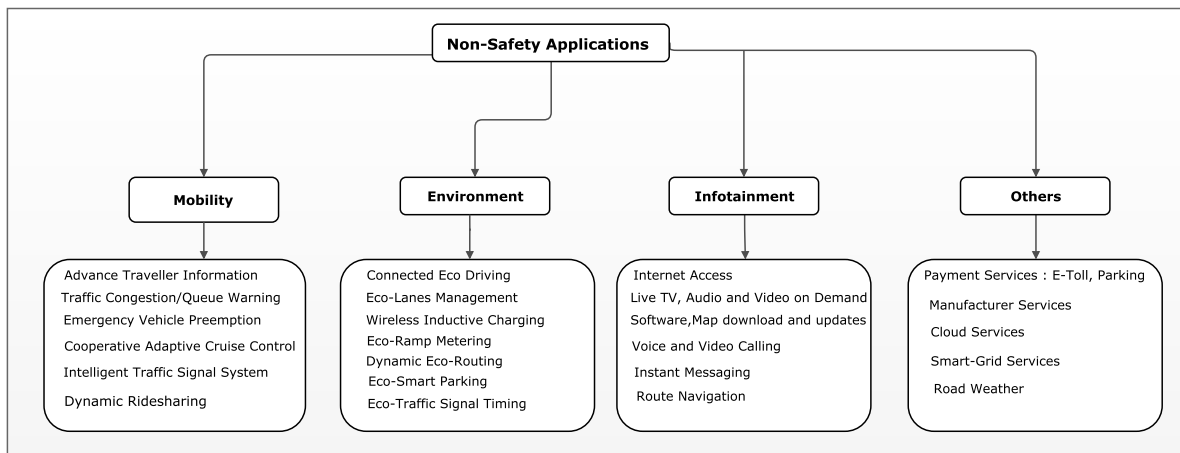 Non-Safety Applications
Mobility
Environment
Infotainment
Others
Advance Traveller Information
Traffic Congestion/Queue Warning
Emergency Vehicle Preemption
Cooperative Adaptive Cruise Control
Intelligent Traffic Signal System
Dynamic Ridesharing
Connected Eco Driving
Eco-Lanes Management
Wireless Inductive Charging
Eco-Ramp Metering
Dynamic Eco-Routing
Eco-Smart Parking
Eco-Traffic Signal Timing
Internet Access
Live TV, Audio and Video on Demand
Software,Map download and updates
Voice and Video Calling
Instant Messaging
Route Navigation
Payment Services : E-Toll, Parking
Manufacturer Services
Cloud Services
Smart-Grid Services
Road Weather